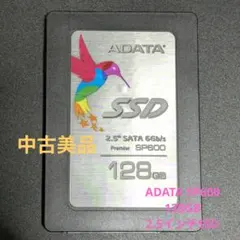 ADATA
SSD
2.5" SATA 6Gb/s
Premier SP600
128GB
中古美品
ADATA SP600
128GB
2.5インチSSD